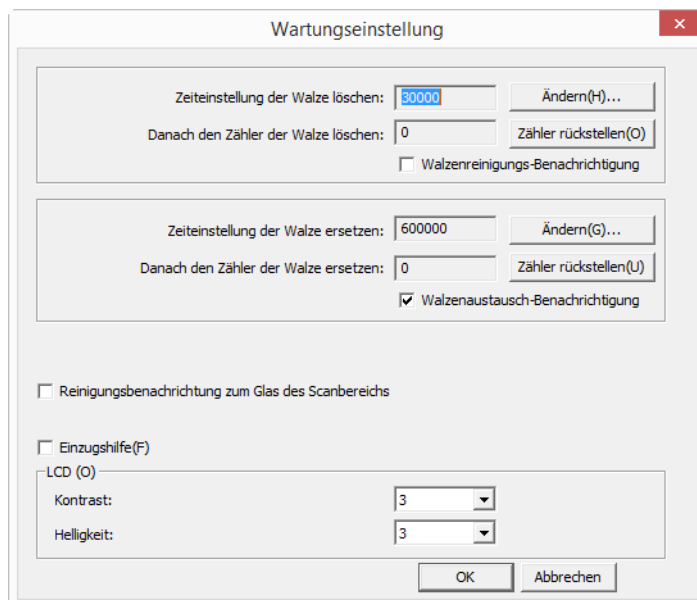 Wartungseinstellung
Zeiteinstellung der Walze löschen: 30000 Ändern(H)...
Danach den Zähler der Walze löschen: 0 Zähler rückstellen(O)
Walzenreinigungs-Benachrichtigung
Zeiteinstellung der Walze ersetzen: 600000 Ändern(G)...
Danach den Zähler der Walze ersetzen: 0 Zähler rückstellen(U)
Walzenaustausch-Benachrichtigung
Reinigungsbenachrichtung zum Glas des Scanbereichs
Einzugshilfe(F)
LCD (O)
Kontrast: 3
Helligkeit: 3
OK Abbrechen